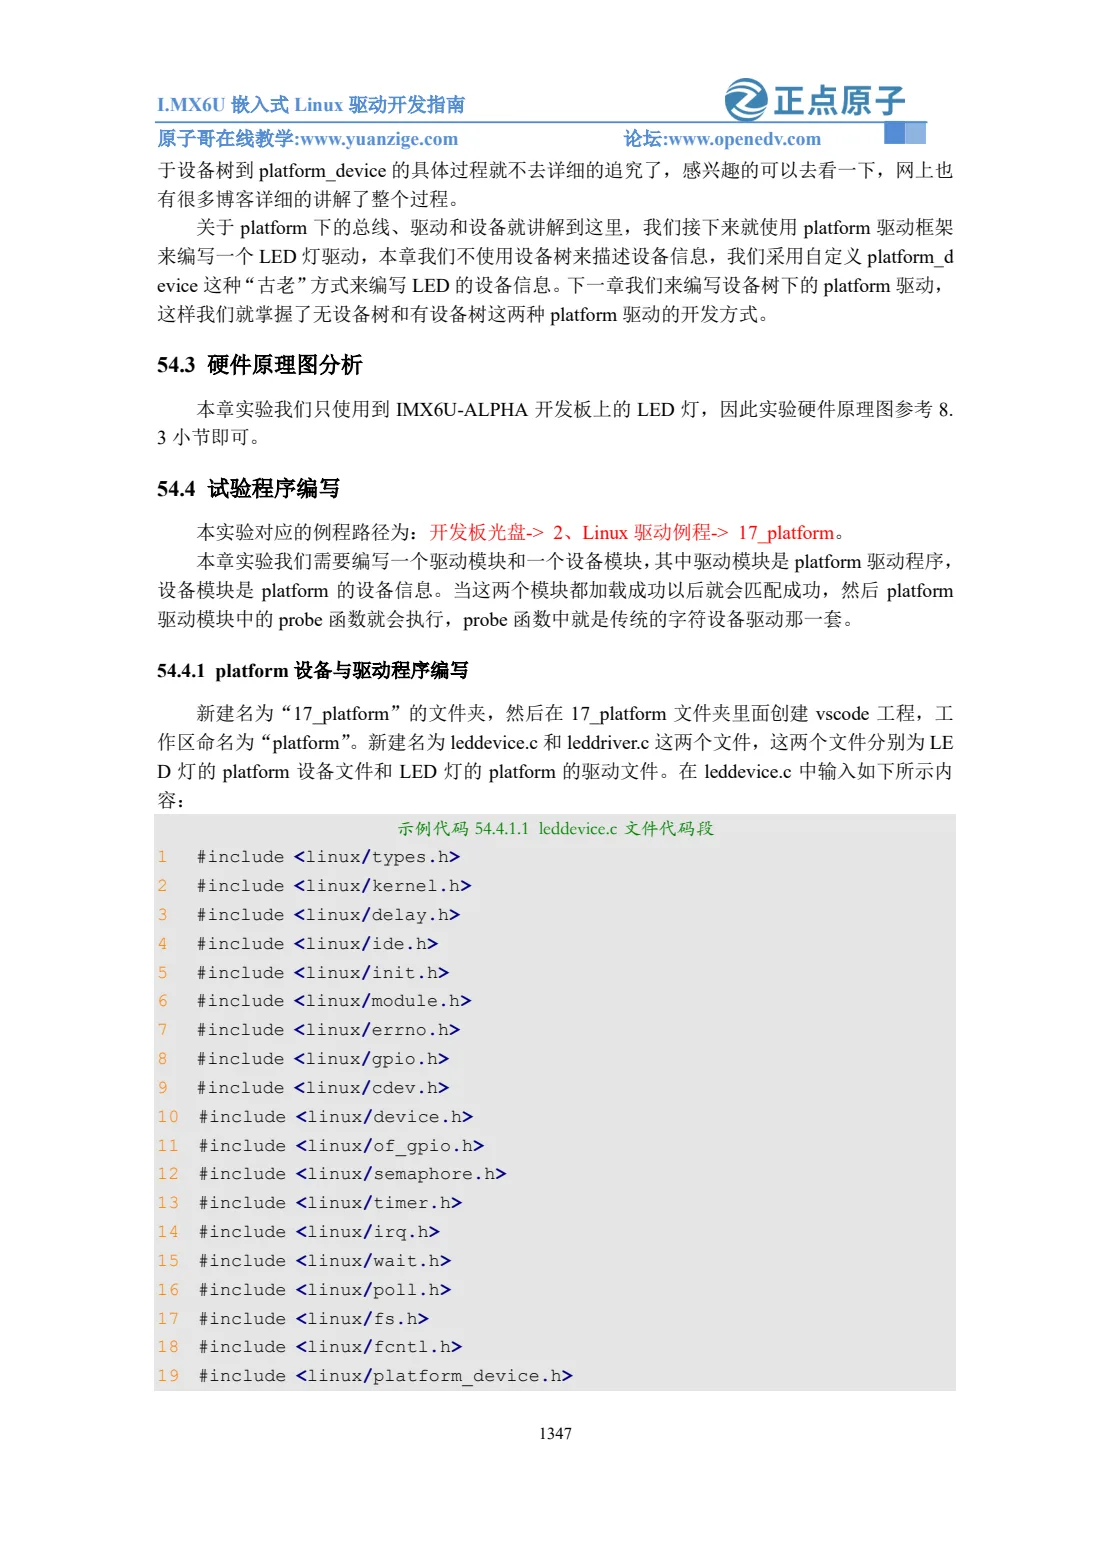 I.MX6U 嵌入式 Linux 驱动开发指南
正点原子
原子哥在线教学:www.yuanzige.com 论坛:www.openedv.com
于设备树到 platform_device 的具体过程就不去详细的追究了，感兴趣的可以去看一下，网上也
有很多博客详细的讲解了整个过程。
关于 platform 下的总线、驱动和设备就讲解到这里，我们接下来就使用 platform 驱动框架
来编写一个 LED 灯驱动，本章我们不使用设备树来描述设备信息，我们采用自定义 platform_d
evice 这种“古老”方式来编写 LED 的设备信息。下一章我们来编写设备树下的 platform 驱动，
这样我们就掌握了无设备树和有设备树这两种 platform 驱动的开发方式。
54.3 硬件原理图分析
本章实验我们只使用到 IMX6U-ALPHA 开发板上的 LED 灯，因此实验硬件原理图参考 8.
3 小节即可。
54.4 试验程序编写
本实验对应的例程路径为：开发板光盘-> 2、Linux 驱动例程-> 17_platform。
本章实验我们需要编写一个驱动模块和一个设备模块，其中驱动模块是 platform 驱动程序，
设备模块是 platform 的设备信息。当这两个模块都加载成功以后就会匹配成功，然后 platform
驱动模块中的 probe 函数就会执行，probe 函数中就是传统的字符设备驱动那一套。
54.4.1 platform 设备与驱动程序编写
新建名为“17_platform”的文件夹，然后在 17_platform 文件夹里面创建 vscode 工程，工
作区命名为“platform”。新建名为 leddevice.c 和 leddriver.c 这两个文件，这两个文件分别为 LE
D 灯的 platform 设备文件和 LED 灯的 platform 的驱动文件。在 leddevice.c 中输入如下所示内
容：
示例代码 54.4.1.1 leddevice.c 文件代码段
1 #include <linux/types.h>
2 #include <linux/kernel.h>
3 #include <linux/delay.h>
4 #include <linux/ide.h>
5 #include <linux/init.h>
6 #include <linux/module.h>
7 #include <linux/errno.h>
8 #include <linux/gpio.h>
9 #include <linux/cdev.h>
10 #include <linux/device.h>
11 #include <linux/of_gpio.h>
12 #include <linux/semaphore.h>
13 #include <linux/timer.h>
14 #include <linux/irq.h>
15 #include <linux/wait.h>
16 #include <linux/poll.h>
17 #include <linux/fs.h>
18 #include <linux/fcntl.h>
19 #include <linux/platform_device.h>
1347